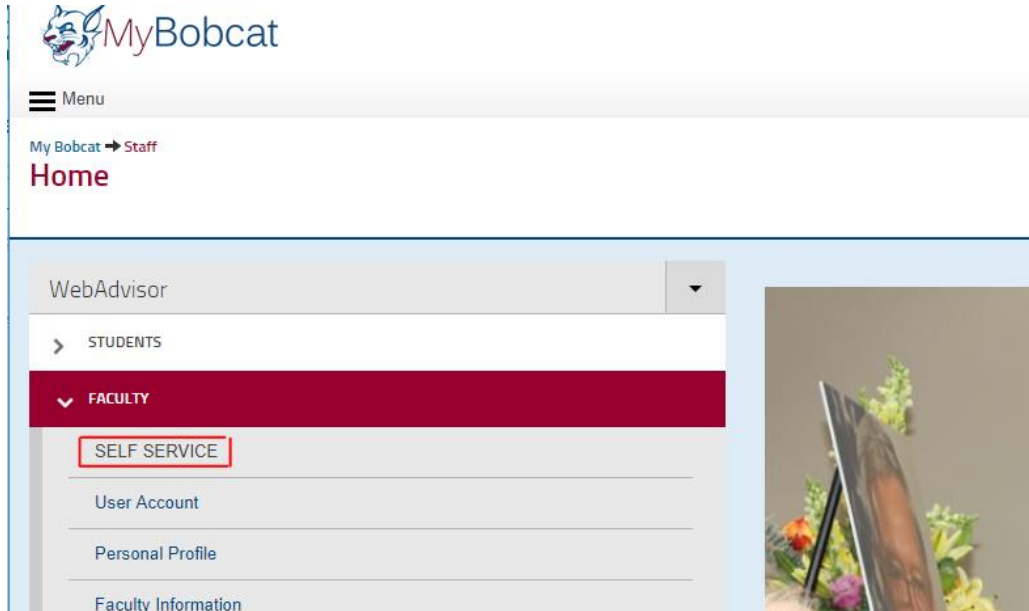 MyBobcat
Menu
My Bobcat → Staff
Home
WebAdvisor
STUDENTS
FACULTY
SELF SERVICE
User Account
Personal Profile
Faculty Information